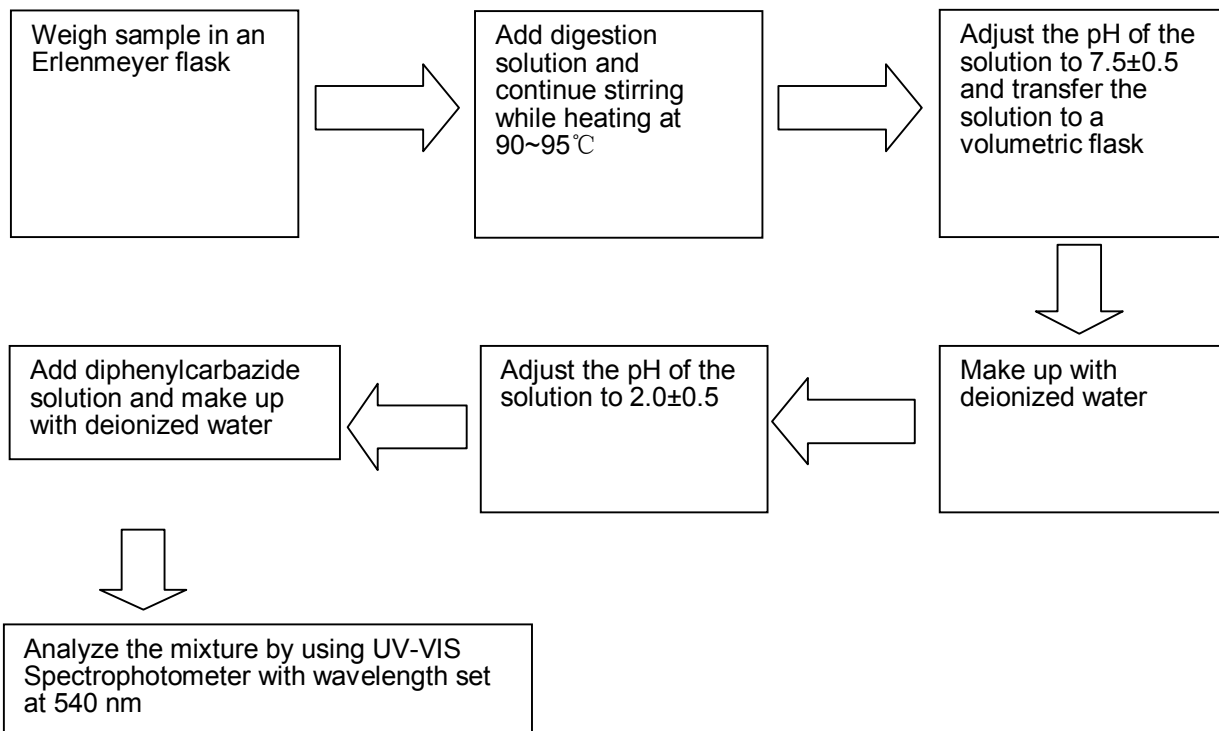 Weigh sample in an
Erlenmeyer flask
Add digestion
solution and
continue stirring
while heating at
90~95℃
Adjust the pH of the
solution to 7.5±0.5
and transfer the
solution to a
volumetric flask
Make up with
deionized water
Adjust the pH of the
solution to 2.0±0.5
Add diphenylcarbazide
solution and make up
with deionized water
Analyze the mixture by using UV-VIS
Spectrophotometer with wavelength set
at 540 nm